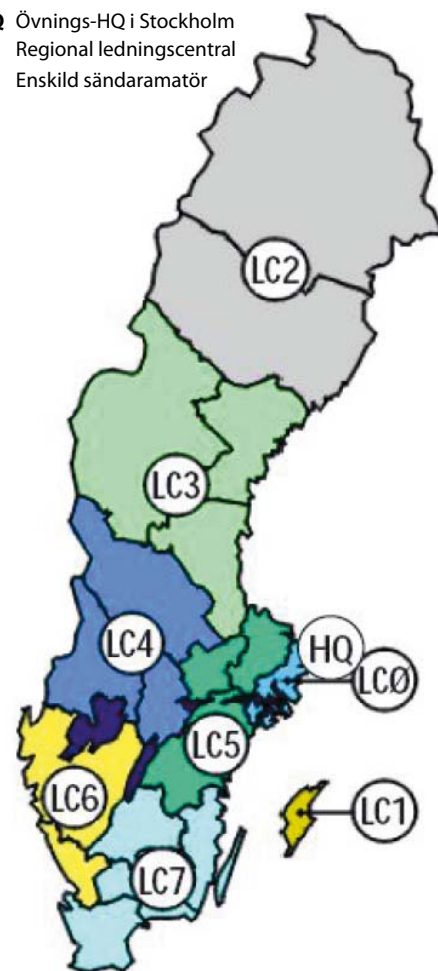 Q Övnings-HQ i Stockholm
Regional ledningscentral
Enskild sändaramatör
LC2
LC3
LC4
HQ
LCØ
LC5
LC6
LC1
LC7